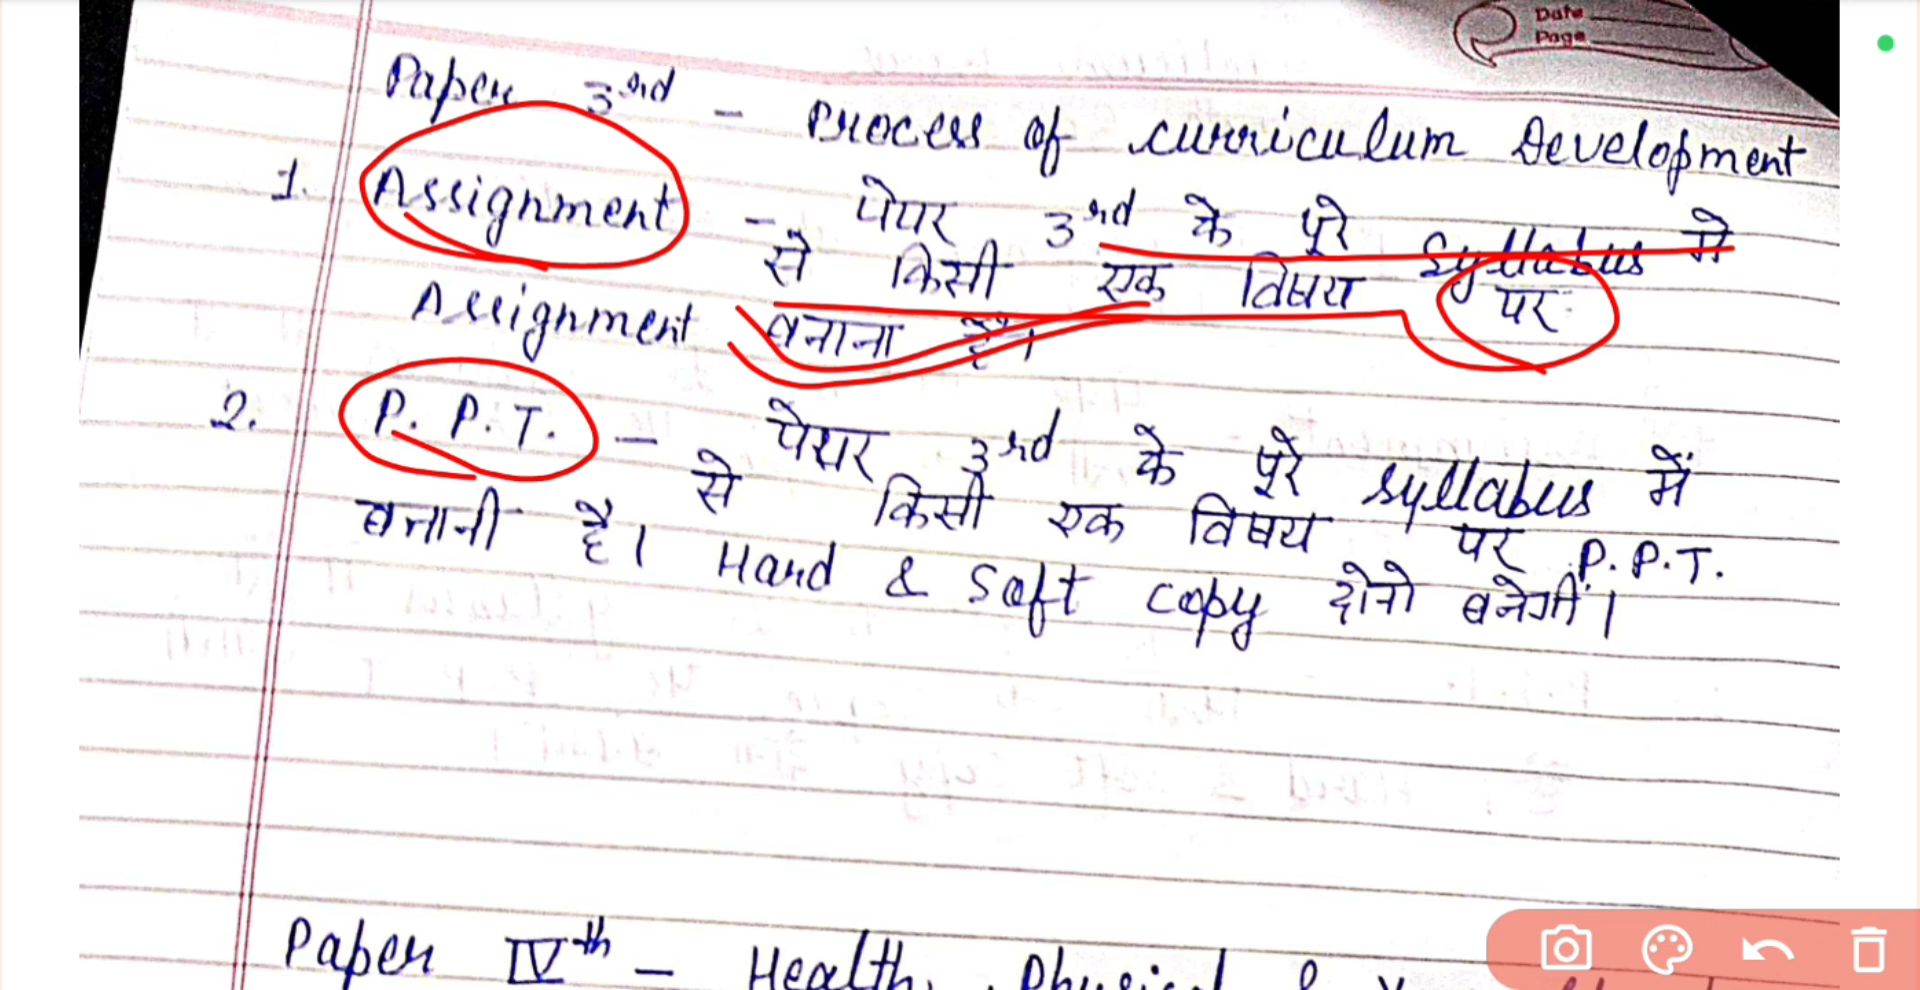 Date
Page
Paper 3rd - Process of curriculum Development
1. Assignment - पेपर 3rd के पूरे syllabus मे
से किसी एक विषय पर
Assignment बनाना है।
2. P. P. T. - पेपर 3rd के पूरे syllabus में
से किसी एक विषय पर P. P. T.
बनानी है। Hard & Soft copy दोनो बनेगीं।
Paper IVth - Health, Physical &